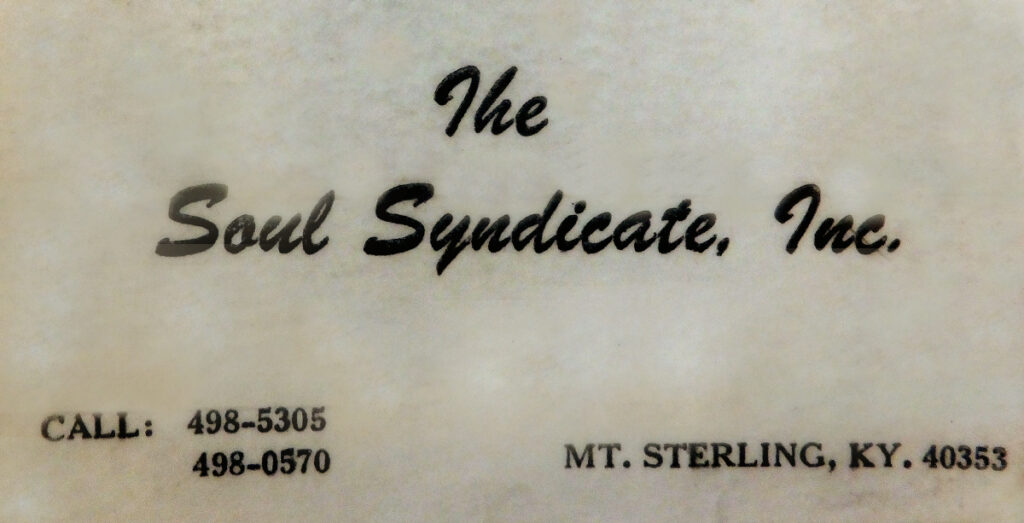 The
Soul Syndicate, Inc.
CALL: 498-5305
498-0570
MT. STERLING, KY. 40353